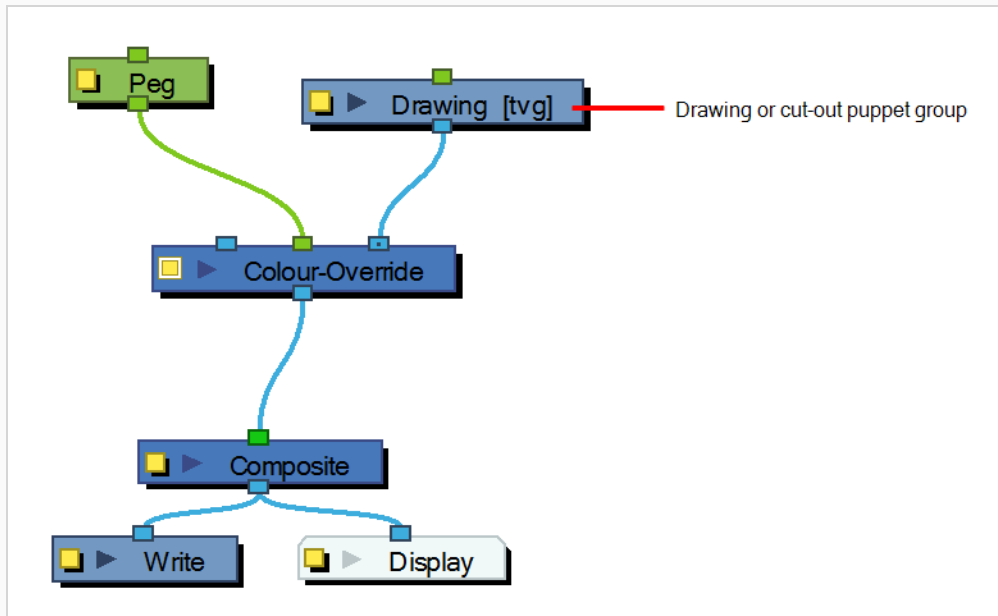 Peg
Drawing [tvg]
Drawing or cut-out puppet group
Colour-Override
Composite
Write
Display